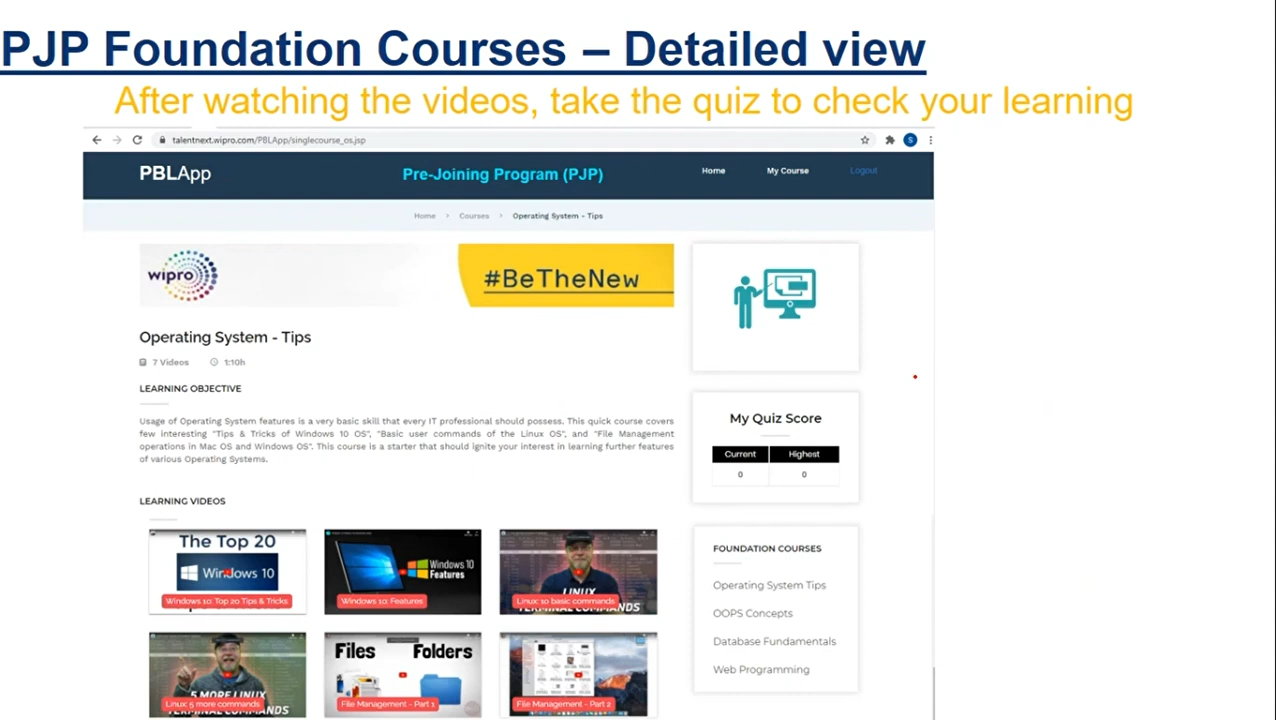 PJP Foundation Courses – Detailed view
After watching the videos, take the quiz to check your learning
talentnext.wipro.com/PBLApp/singlecourse_os.jsp
S
PBLApp
Pre-Joining Program (PJP)
Home
My Course
Logout
Home > Courses > Operating System - Tips
wipro
#BeTheNew
Operating System - Tips
7 Videos 1:10h
LEARNING OBJECTIVE
Usage of Operating System features is a very basic skill that every IT professional should possess. This quick course covers
few interesting "Tips & Tricks of Windows 10 OS", "Basic user commands of the Linux OS", and "File Management
operations in Mac OS and Windows OS". This course is a starter that should ignite your interest in learning further features
of various Operating Systems.
LEARNING VIDEOS
The Top 20
Windows 10
Windows 10: Top 20 Tips & Tricks
Windows 10
Features
Windows 10: Features
LINUX
Linux: 10 basic commands
TERMINAL COMMANDS
5 MORE LINUX
Linux: 5 more commands
TERMINAL COMMANDS
Files Folders
File Management - Part 1
File Management - Part 2
My Quiz Score
Current Highest
0 0
FOUNDATION COURSES
Operating System Tips
OOPS Concepts
Database Fundamentals
Web Programming